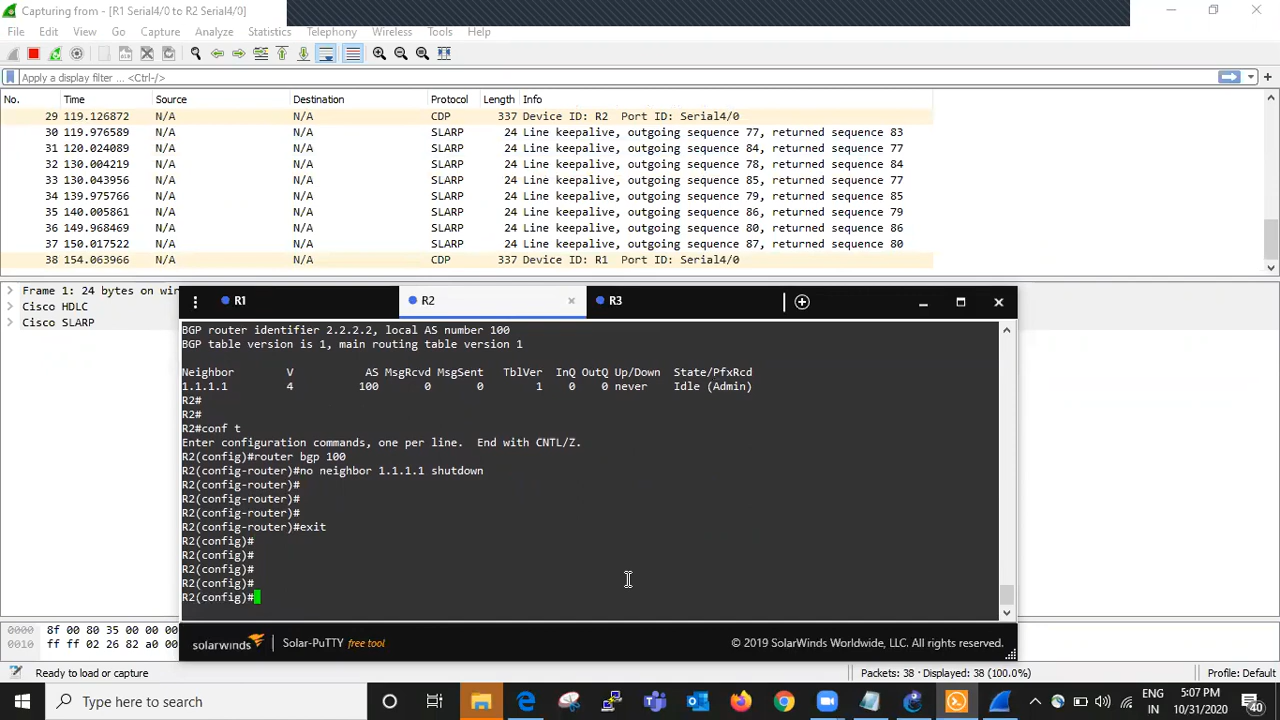 Capturing from - [R1 Serial4/0 to R2 Serial4/0]
File Edit View Go Capture Analyze Statistics Telephony Wireless Tools Help
Apply a display filter ... <Ctrl-/>
No. Time Source Destination Protocol Length Info
29 119.126872 N/A N/A CDP 337 Device ID: R2 Port ID: Serial4/0
30 119.976589 N/A N/A SLARP 24 Line keepalive, outgoing sequence 77, returned sequence 83
31 120.024089 N/A N/A SLARP 24 Line keepalive, outgoing sequence 84, returned sequence 77
32 130.004219 N/A N/A SLARP 24 Line keepalive, outgoing sequence 78, returned sequence 84
33 130.043956 N/A N/A SLARP 24 Line keepalive, outgoing sequence 85, returned sequence 77
34 139.975766 N/A N/A SLARP 24 Line keepalive, outgoing sequence 79, returned sequence 85
35 140.005861 N/A N/A SLARP 24 Line keepalive, outgoing sequence 86, returned sequence 79
36 149.999628 N/A N/A SLARP 24 Line keepalive, outgoing sequence 80, returned sequence 86
37 150.017522 N/A N/A SLARP 24 Line keepalive, outgoing sequence 87, returned sequence 80
38 154.063966 N/A N/A CDP 337 Device ID: R1 Port ID: Serial4/0
Frame 1: 24 bytes on wi
Cisco HDLC
Cisco SLARP
R1 R2 × R3
BGP router identifier 2.2.2.2, local AS number 100
BGP table version is 1, main routing table version 1
Neighbor V AS MsgRcvd MsgSent TblVer InQ OutQ Up/Down State/PfxRcd
1.1.1.1 4 100 0 0 1 0 0 never Idle (Admin)
R2#
R2#
R2#conf t
Enter configuration commands, one per line. End with CNTL/Z.
R2(config)#router bgp 100
R2(config-router)#no neighbor 1.1.1.1 shutdown
R2(config-router)#
R2(config-router)#
R2(config-router)#
R2(config-router)#exit
R2(config)#
R2(config)#
R2(config)#
R2(config)#
R2(config)#
0000 8f 00 80 35 00 00 00
0010 ff ff 02 26 82 a0 00
solarwinds Solar-PuTTY free tool © 2019 SolarWinds Worldwide, LLC. All rights reserved.
Ready to load or capture Packets: 38 · Displayed: 38 (100.0%) Profile: Default
Type here to search ENG IN 5:07 PM 10/31/2020 40